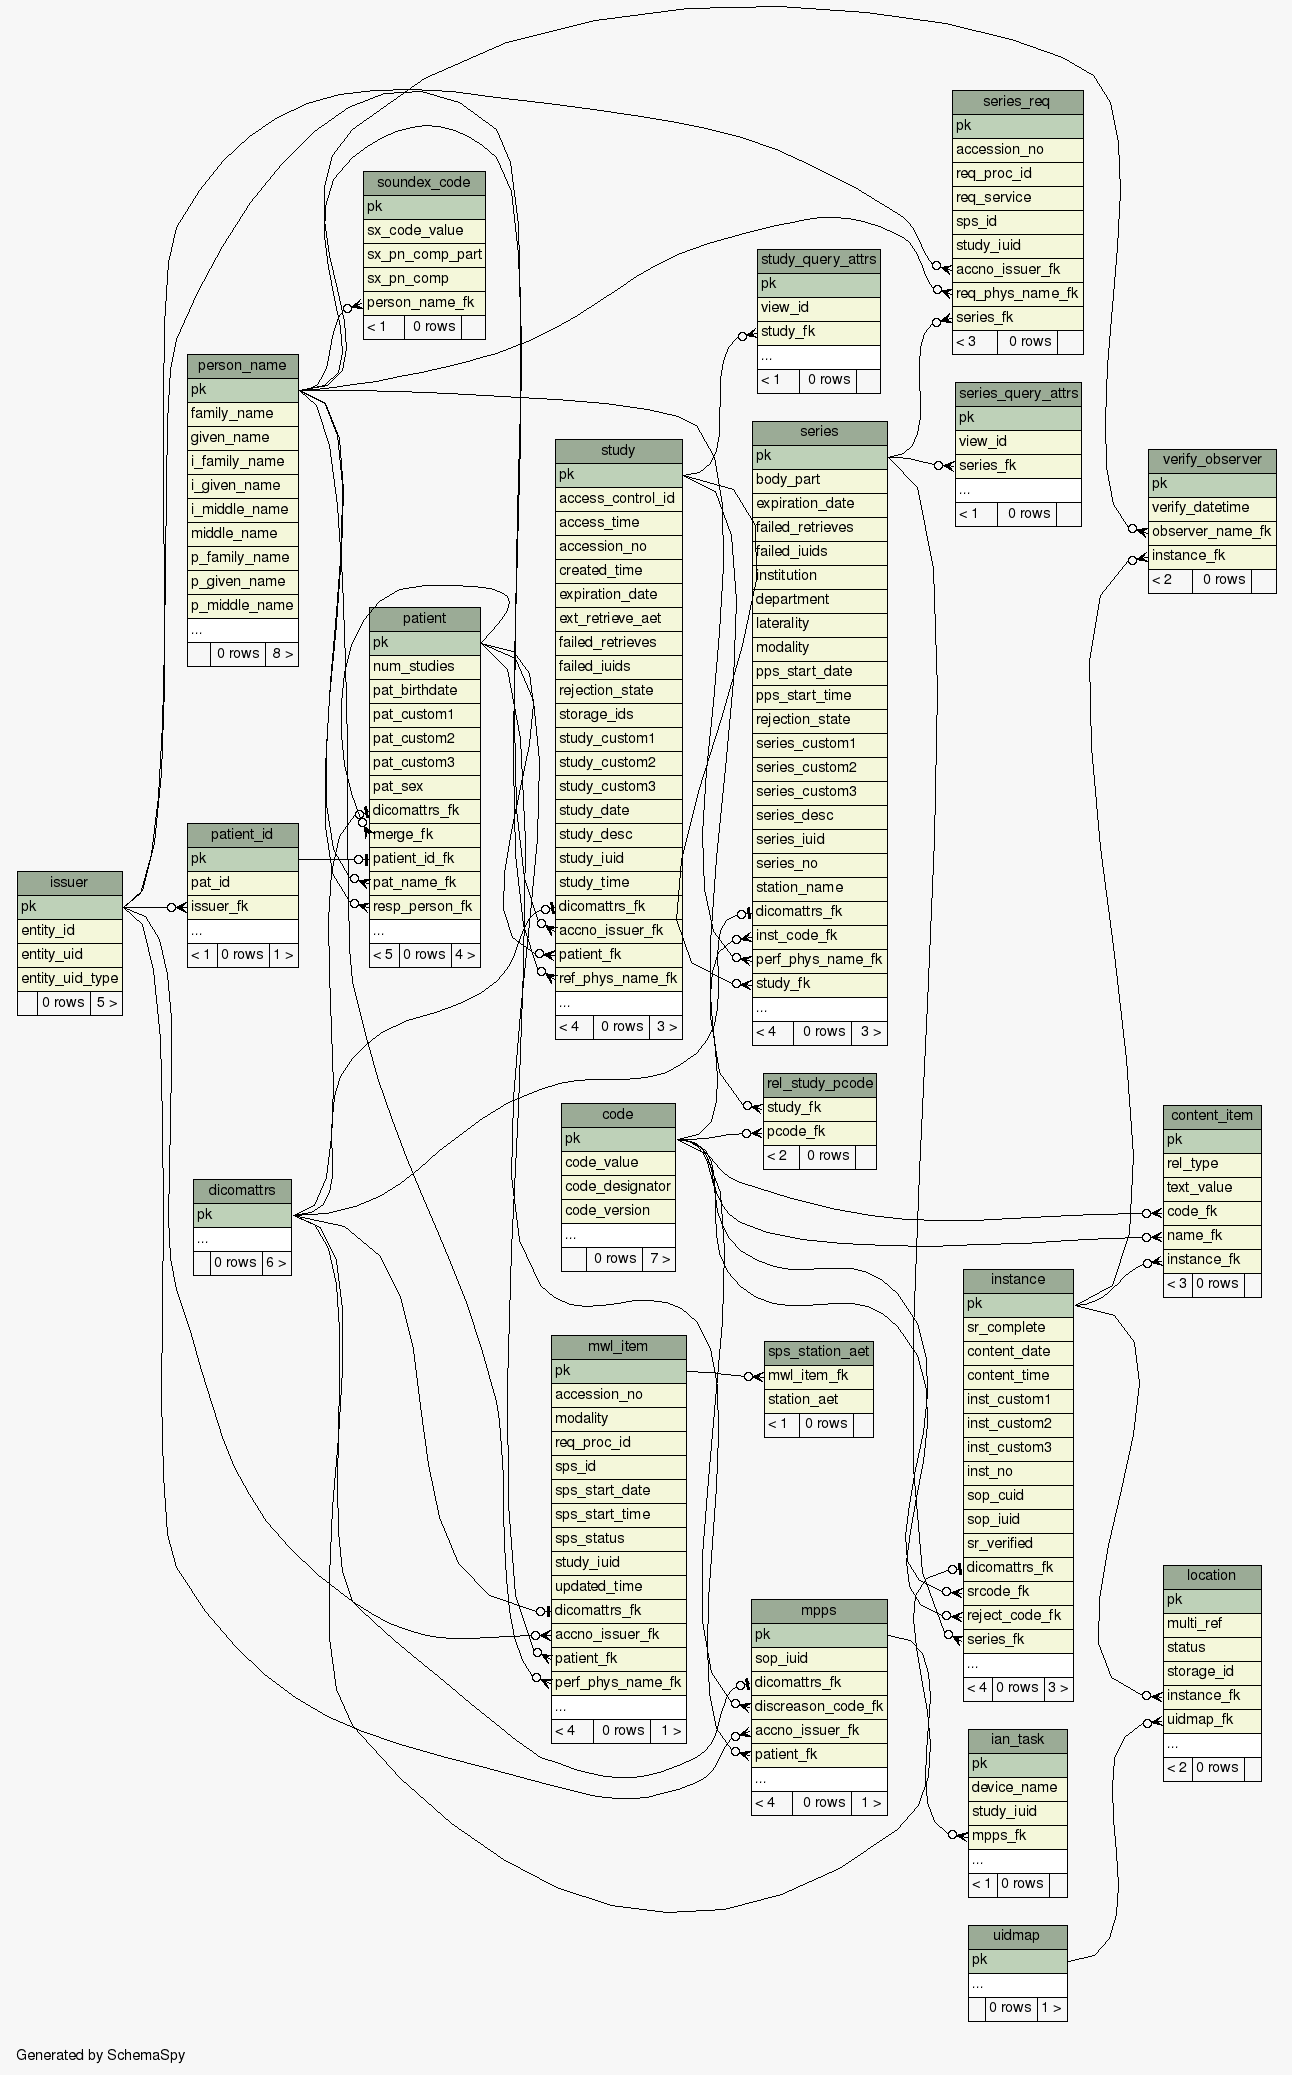 series_req
pk
accession_no
req_proc_id
req_service
sps_id
study_iuid
accno_issuer_fk
req_phys_name_fk
series_fk
< 3 0 rows
soundex_code
pk
sx_code_value
sx_pn_comp_part
sx_pn_comp
person_name_fk
< 1 0 rows
study_query_attrs
pk
view_id
study_fk
...
< 1 0 rows
person_name
pk
family_name
given_name
i_family_name
i_given_name
i_middle_name
middle_name
p_family_name
p_given_name
p_middle_name
...
0 rows 8 >
series_query_attrs
pk
view_id
series_fk
...
< 1 0 rows
verify_observer
pk
verify_datetime
observer_name_fk
instance_fk
< 2 0 rows
study
pk
access_control_id
access_time
accession_no
created_time
expiration_date
ext_retrieve_aet
failed_retrieves
failed_iuids
rejection_state
storage_ids
study_custom1
study_custom2
study_custom3
study_date
study_desc
study_iuid
study_time
dicomattrs_fk
accno_issuer_fk
patient_fk
ref_phys_name_fk
...
< 4 0 rows 3 >
series
pk
body_part
expiration_date
failed_retrieves
failed_iuids
institution
department
laterality
modality
pps_start_date
pps_start_time
rejection_state
series_custom1
series_custom2
series_custom3
series_desc
series_iuid
series_no
station_name
dicomattrs_fk
inst_code_fk
perf_phys_name_fk
study_fk
...
< 4 0 rows 3 >
patient
pk
num_studies
pat_birthdate
pat_custom1
pat_custom2
pat_custom3
pat_sex
dicomattrs_fk
merge_fk
patient_id_fk
pat_name_fk
resp_person_fk
...
< 5 0 rows 4 >
patient_id
pk
pat_id
issuer_fk
...
< 1 0 rows 1 >
issuer
pk
entity_id
entity_uid
entity_uid_type
0 rows 5 >
rel_study_pcode
study_fk
pcode_fk
< 2 0 rows
code
pk
code_value
code_designator
code_version
...
0 rows 7 >
content_item
pk
rel_type
text_value
code_fk
name_fk
instance_fk
< 3 0 rows
dicomattrs
pk
...
0 rows 6 >
instance
pk
sr_complete
content_date
content_time
inst_custom1
inst_custom2
inst_custom3
inst_no
sop_cuid
sop_iuid
sr_verified
dicomattrs_fk
srcode_fk
reject_code_fk
series_fk
...
< 4 0 rows 3 >
mwl_item
pk
accession_no
modality
req_proc_id
sps_id
sps_start_date
sps_start_time
sps_status
study_iuid
updated_time
dicomattrs_fk
accno_issuer_fk
patient_fk
perf_phys_name_fk
...
< 4 0 rows 1 >
sps_station_aet
mwl_item_fk
station_aet
< 1 0 rows
location
pk
multi_ref
status
storage_id
instance_fk
uidmap_fk
...
< 2 0 rows
mpps
pk
sop_iuid
dicomattrs_fk
discreason_code_fk
accno_issuer_fk
patient_fk
...
< 4 0 rows 1 >
ian_task
pk
device_name
study_iuid
mpps_fk
...
< 1 0 rows
uidmap
pk
...
0 rows 1 >
Generated by SchemaSpy